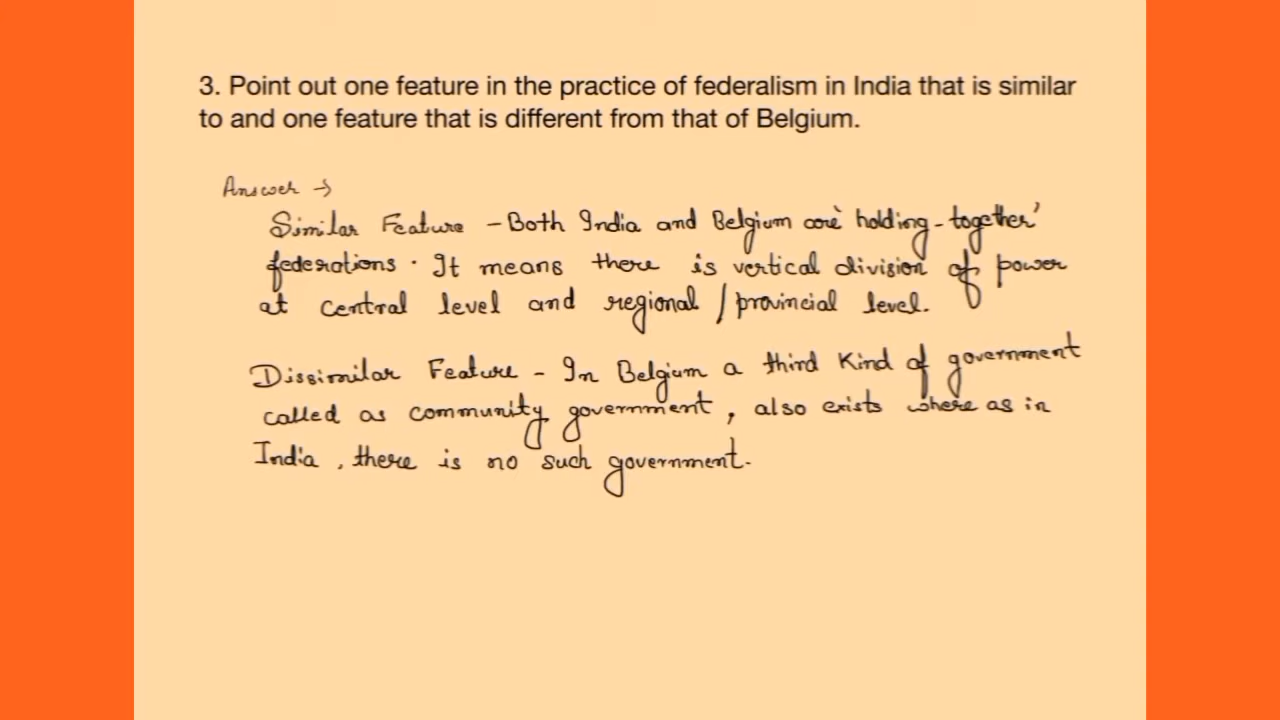 3. Point out one feature in the practice of federalism in India that is similar
to and one feature that is different from that of Belgium.
Answer →
Similar Feature - Both India and Belgium are 'holding-together'
federations. It means there is vertical division of power
at central level and regional / provincial level.
Dissimilar Feature - In Belgium a third kind of government
called as community government, also exists where as in
India, there is no such government.